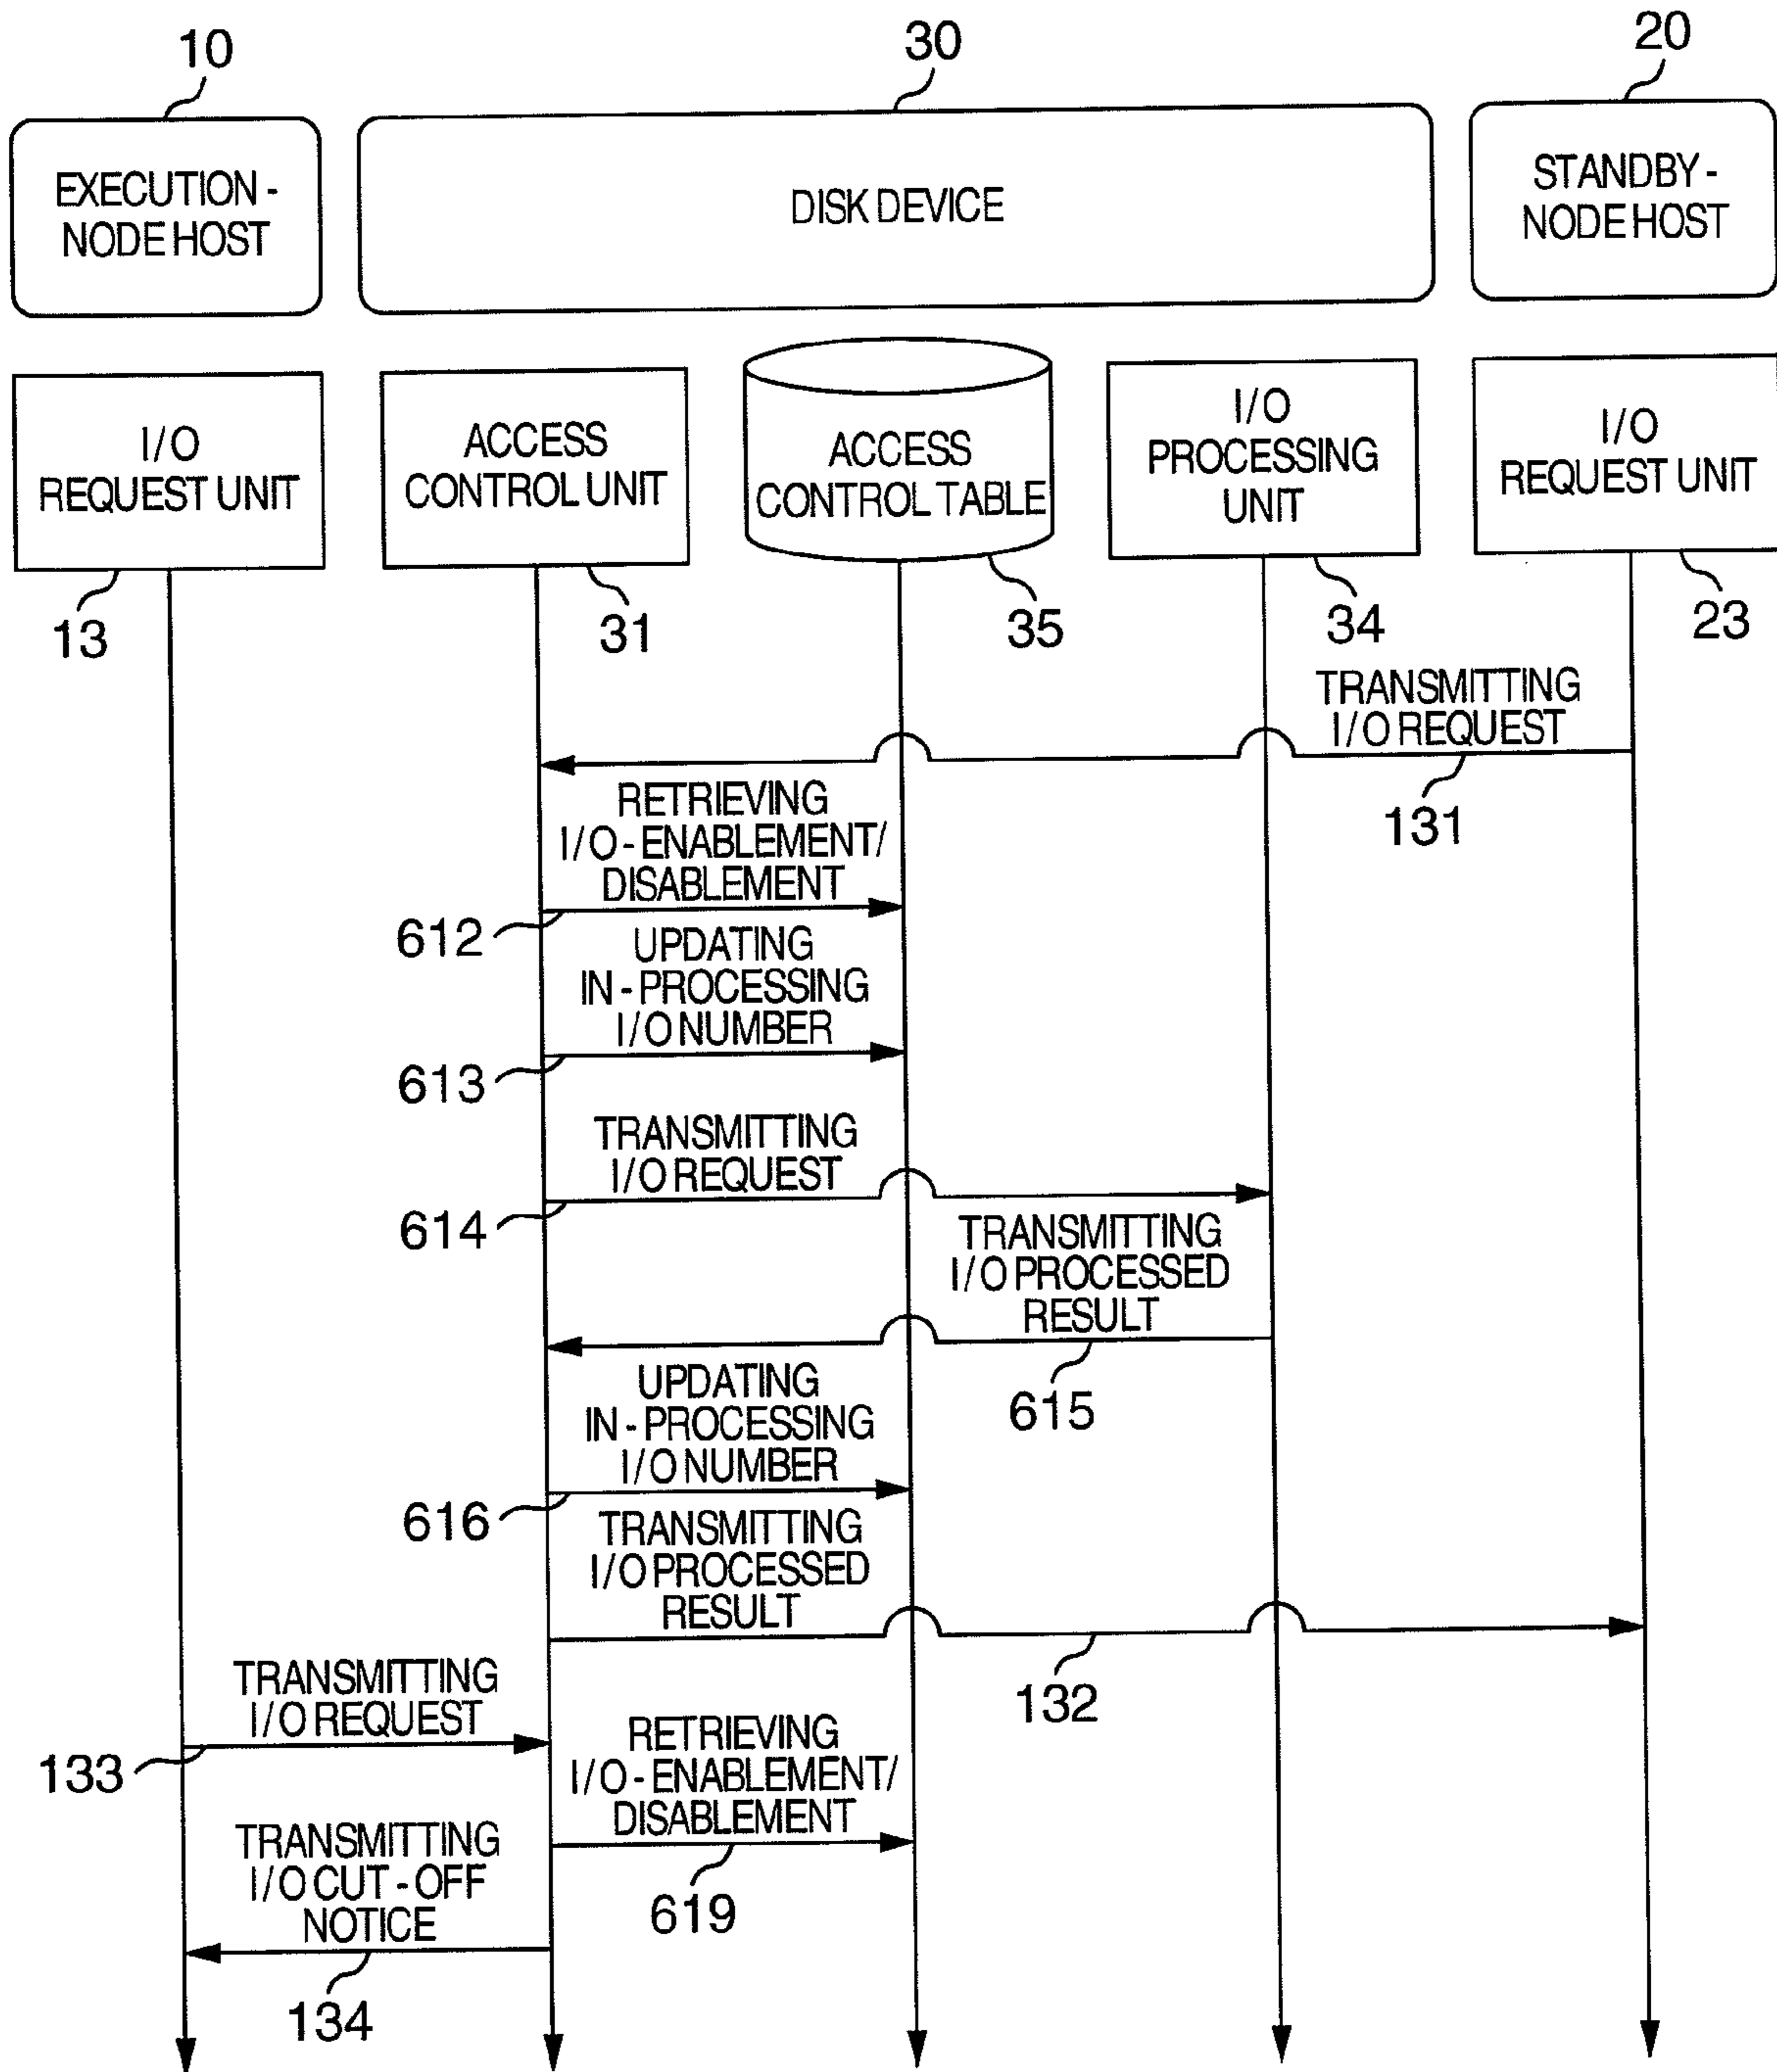 10
30
20
EXECUTION -
NODE HOST
DISK DEVICE
STANDBY -
NODE HOST
I/O
REQUEST UNIT
ACCESS
CONTROL UNIT
ACCESS
CONTROL TABLE
I/O
PROCESSING
UNIT
I/O
REQUEST UNIT
13
31
35
34
23
TRANSMITTING
I/O REQUEST
131
RETRIEVING
I/O - ENABLEMENT/
DISABLEMENT
612
UPDATING
IN - PROCESSING
I/O NUMBER
613
TRANSMITTING
I/O REQUEST
614
TRANSMITTING
I/O PROCESSED
RESULT
615
UPDATING
IN - PROCESSING
I/O NUMBER
616
TRANSMITTING
I/O PROCESSED
RESULT
132
TRANSMITTING
I/O REQUEST
133
RETRIEVING
I/O - ENABLEMENT/
DISABLEMENT
619
TRANSMITTING
I/O CUT - OFF
NOTICE
134